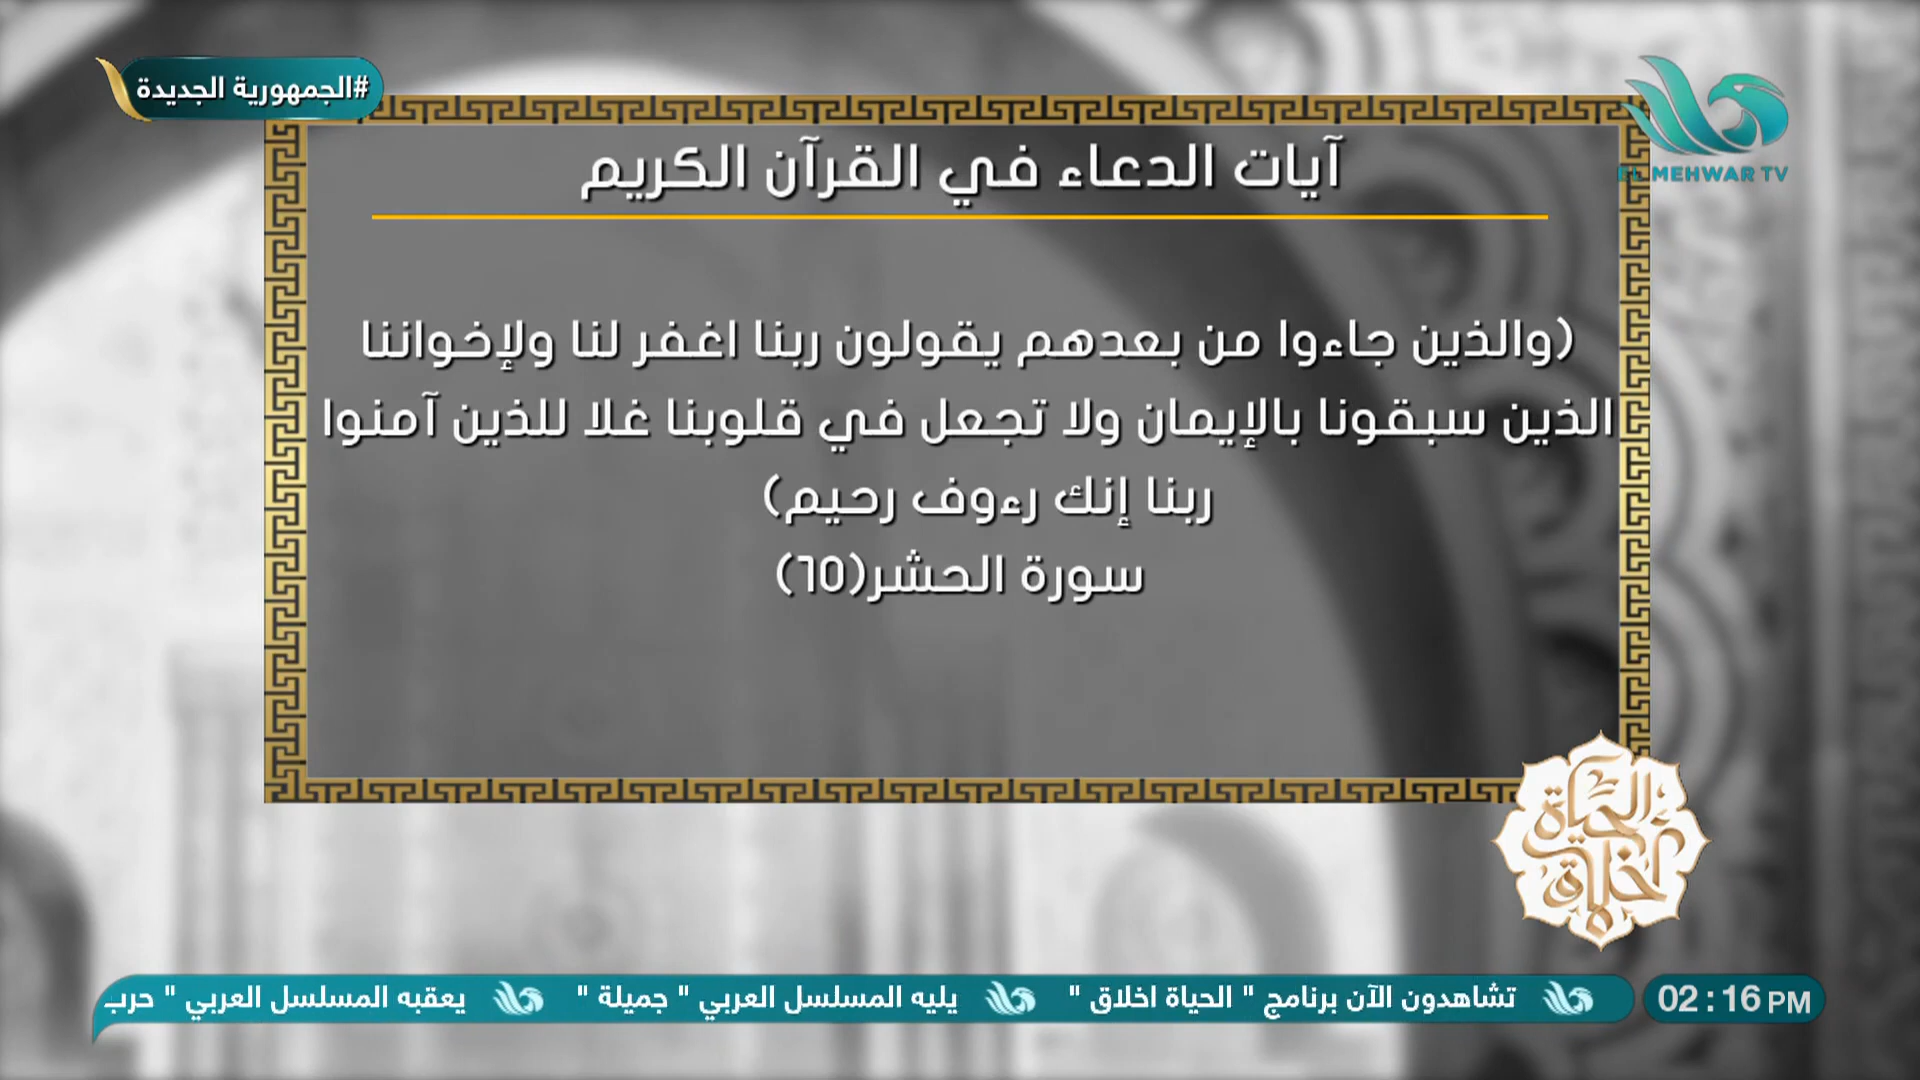 #الجمهورية الجديدة
EL MEHWAR TV
آيات الدعاء في القرآن الكريم
(والذين جاءوا من بعدهم يقولون ربنا اغفر لنا ولإخواننا
الذين سبقونا بالإيمان ولا تجعل في قلوبنا غلا للذين آمنوا
ربنا إنك رءوف رحيم)
سورة الحشر(10)
الحياة أخلاق
تشاهدون الآن برنامج " الحياة اخلاق " يليه المسلسل العربي " جميلة " يعقبه المسلسل العربي " حرب
02:16 PM